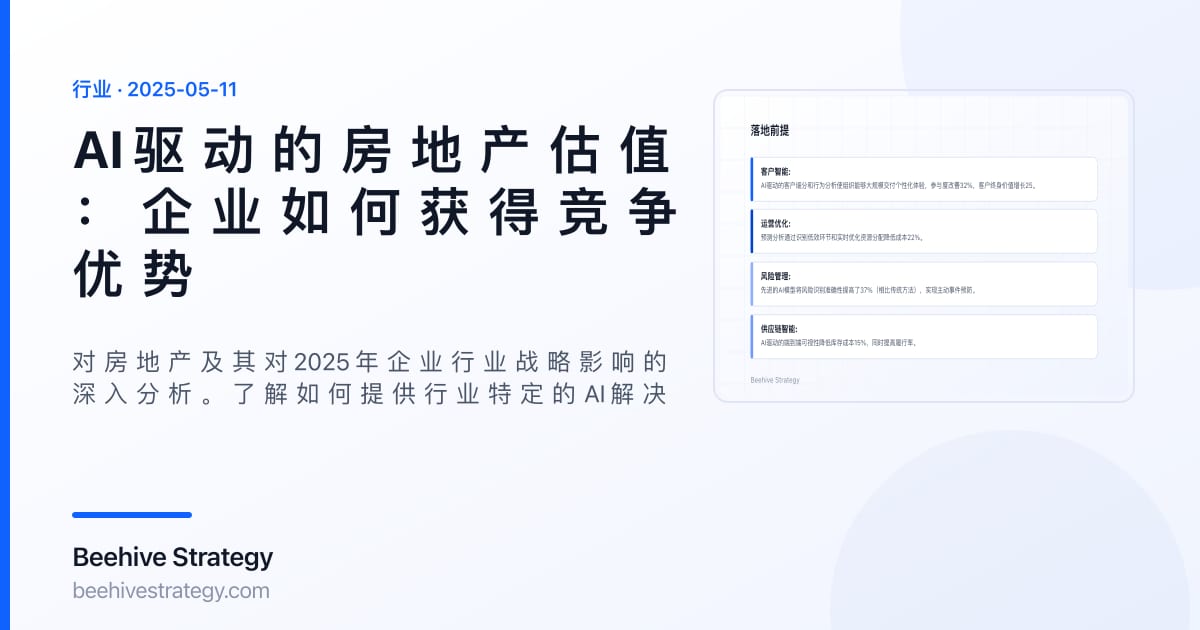 行业 · 2025-05-11
AI驱动的房地产估值
：企业如何获得竞争
优势
对房地产及其对2025年企业行业战略影响的
深入分析。了解如何提供行业特定的AI解决
Beehive Strategy
beehivestrategy.com
落地前提
客户智能:
AI驱动的客户细分和行为分析使组织能够大规模交付个性化体验，参与度改善32%、客户终身价值增长25。
运营优化:
预测分析通过识别低效环节和实时优化资源分配降低成本22%。
风险管理:
先进的AI模型将风险识别准确性提高了37%（相比传统方法），实现主动事件预防。
供应链智能:
AI驱动的端到端可视性降低库存成本15%，同时提高履行率。
Beehive Strategy